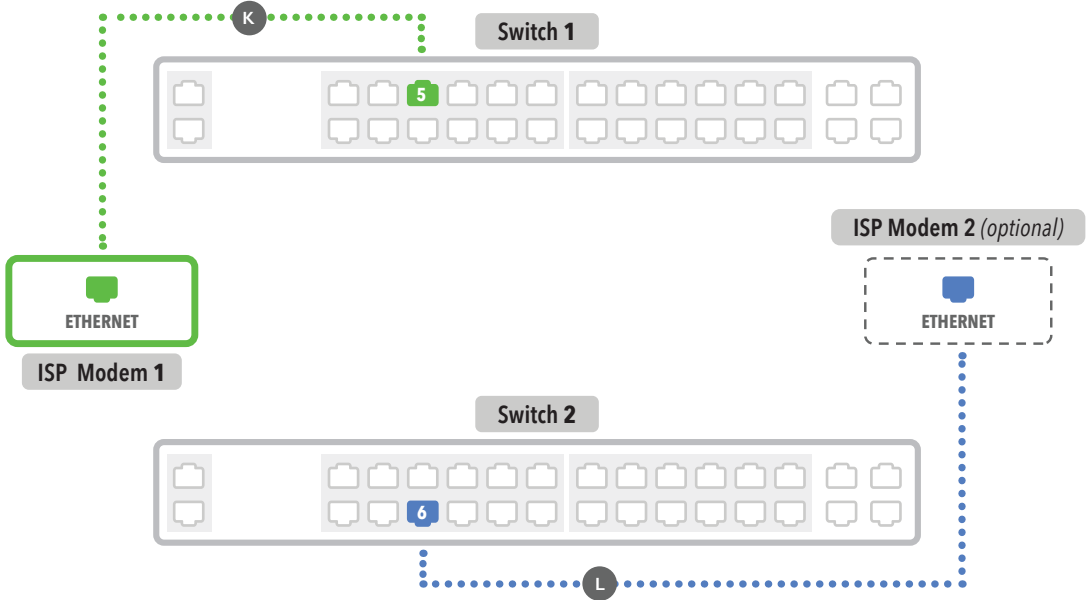 K
Switch 1
5
ISP Modem 2 (optional)
ETHERNET
ETHERNET
ISP Modem 1
Switch 2
6
L